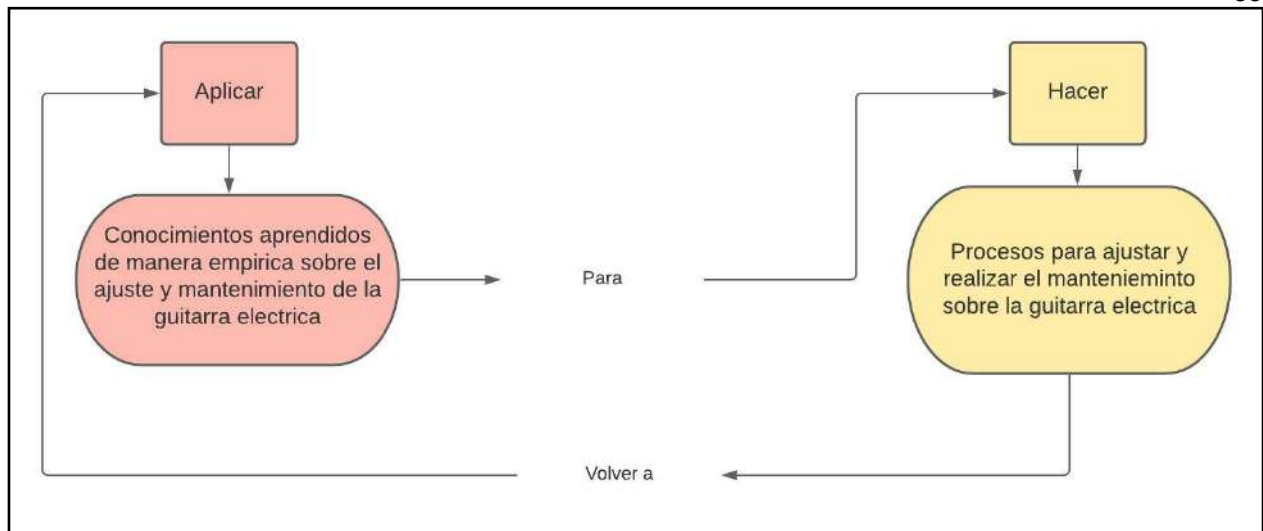 Aplicar
Hacer
Conocimientos aprendidos
de manera empirica sobre el
ajuste y mantenimiento de la
guitarra electrica
Para
Procesos para ajustar y
realizar el mantenieminto
sobre la guitarra electrica
Volver a